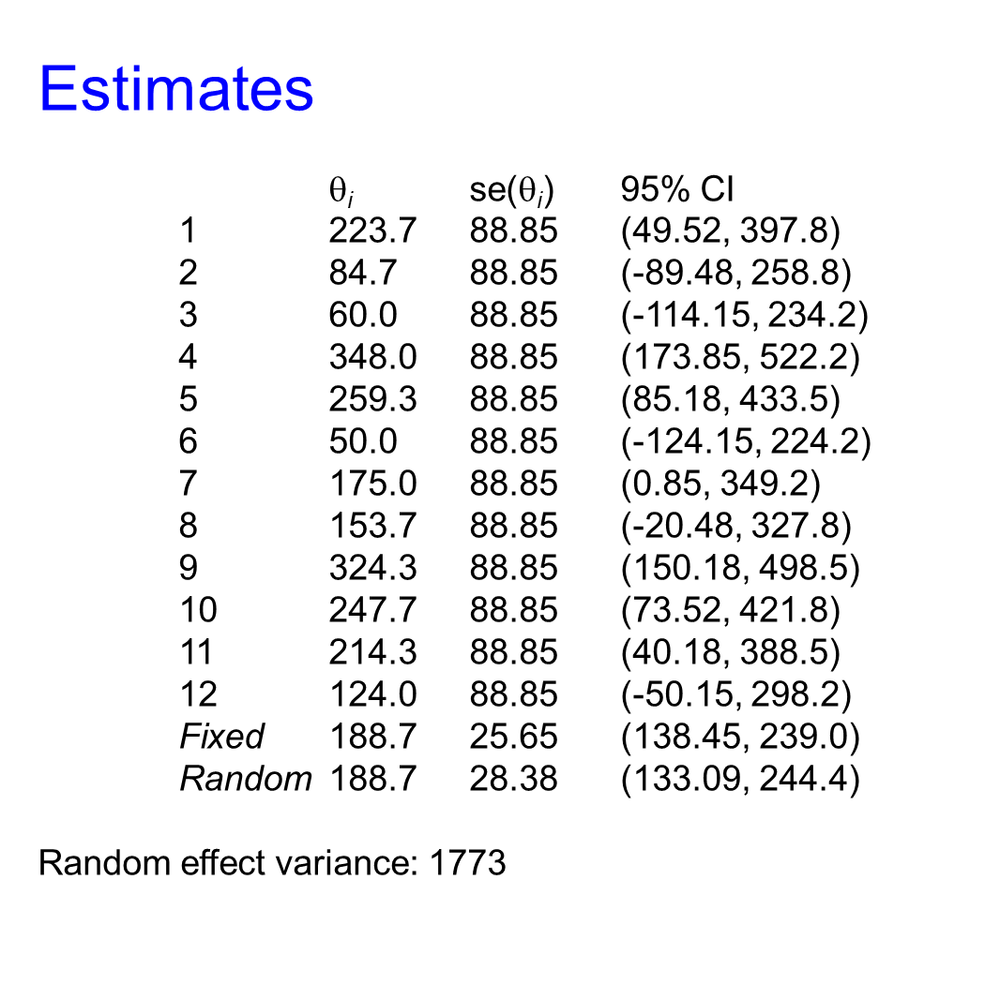 Estimates
θi se(θi) 95% CI
1 223.7 88.85 (49.52, 397.8)
2 84.7 88.85 (-89.48, 258.8)
3 60.0 88.85 (-114.15, 234.2)
4 348.0 88.85 (173.85, 522.2)
5 259.3 88.85 (85.18, 433.5)
6 50.0 88.85 (-124.15, 224.2)
7 175.0 88.85 (0.85, 349.2)
8 153.7 88.85 (-20.48, 327.8)
9 324.3 88.85 (150.18, 498.5)
10 247.7 88.85 (73.52, 421.8)
11 214.3 88.85 (40.18, 388.5)
12 124.0 88.85 (-50.15, 298.2)
Fixed 188.7 25.65 (138.45, 239.0)
Random 188.7 28.38 (133.09, 244.4)
Random effect variance: 1773